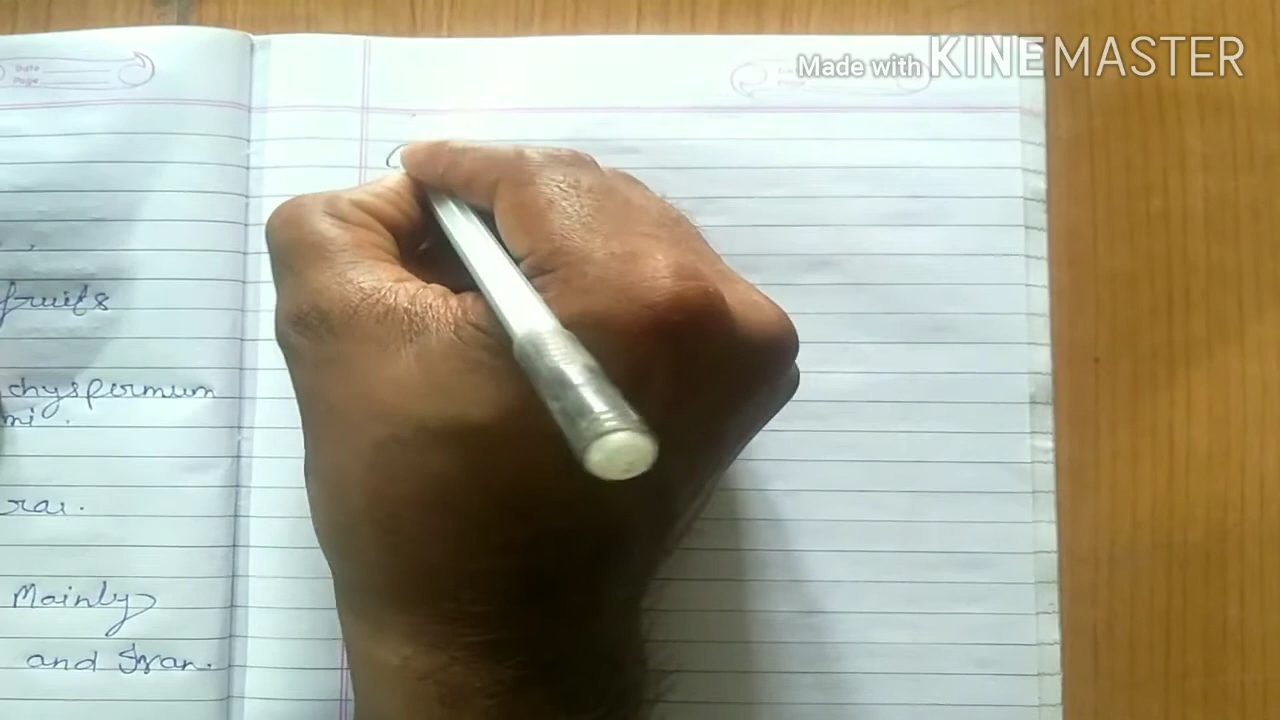 Date
Page
Made with KINEMASTER
fruits
chyspermum
mi.
rai.
Mainly
and Iran.